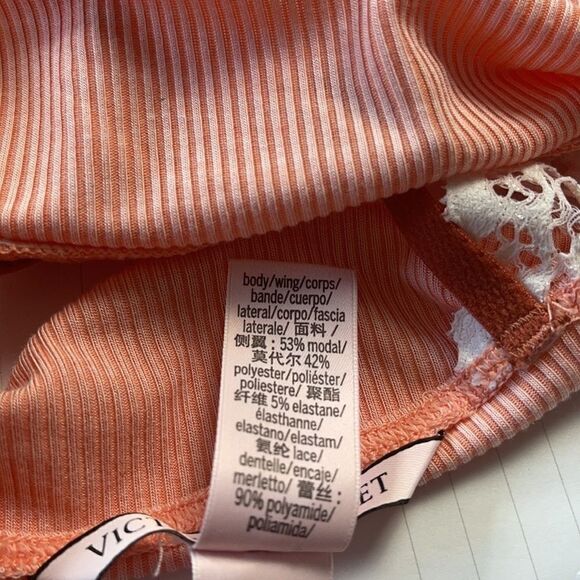 body/wing/corps/
bande/cuerpo/
lateral/corpo/fascia
laterale/ 面料 /
侧翼：53% modal/
莫代尔 42%
polyester/poliéster/
poliestere/ 聚酯
纤维 5% elastane/
élasthanne/
elastano/elastam/
氨纶 lace/
dentelle/encaje/
merletto/ 蕾丝：
90% polyamide/
poliamida/
VICT
ET